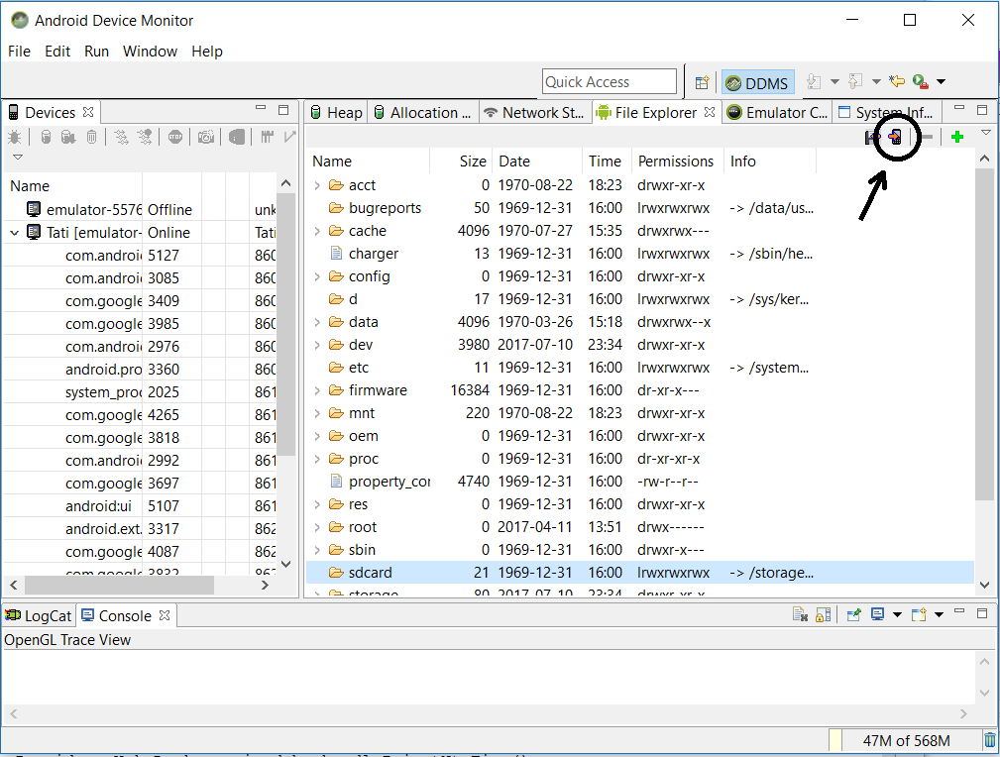 Android Device Monitor
File Edit Run Window Help
Quick Access DDMS
Devices Heap Allocation ... Network St... File Explorer Emulator C... System Inf...
Name Size Date Time Permissions Info
Name
emulator-5576 Offline unk
Tati [emulator- Online Tati
com.androi 5127 860
com.androi 3085 860
com.google 3409 860
com.google 3985 860
com.androi 2976 860
android.pro 3360 860
system_proc 2025 861
com.google 4265 861
com.google 3818 861
com.androi 2992 861
com.google 3697 861
android:ui 5107 861
android.ext. 3317 862
com.google 4087 862
com.google 3832 862
acct 0 1970-08-22 18:23 drwxr-xr-x
bugreports 50 1969-12-31 16:00 lrwxrwxrwx -> /data/us...
cache 4096 1970-07-27 15:35 drwxrwx---
charger 13 1969-12-31 16:00 lrwxrwxrwx -> /sbin/he...
config 0 1969-12-31 16:00 drwxr-xr-x
d 17 1969-12-31 16:00 lrwxrwxrwx -> /sys/ker...
data 4096 1970-03-26 15:18 drwxrwx--x
dev 3980 2017-07-10 23:34 drwxr-xr-x
etc 11 1969-12-31 16:00 lrwxrwxrwx -> /system...
firmware 16384 1969-12-31 16:00 dr-xr-x---
mnt 220 1970-08-22 18:23 drwxr-xr-x
oem 0 1969-12-31 16:00 drwxr-xr-x
proc 0 1969-12-31 16:00 dr-xr-xr-x
property_cor 4740 1969-12-31 16:00 -rw-r--r--
res 0 1969-12-31 16:00 drwxr-xr-x
root 0 2017-04-11 13:51 drwx------
sbin 0 1969-12-31 16:00 drwxr-x---
sdcard 21 1969-12-31 16:00 lrwxrwxrwx -> /storage...
storage 80 2017-07-10 23:34 drwxr-xr-x
LogCat Console
OpenGL Trace View
47M of 568M